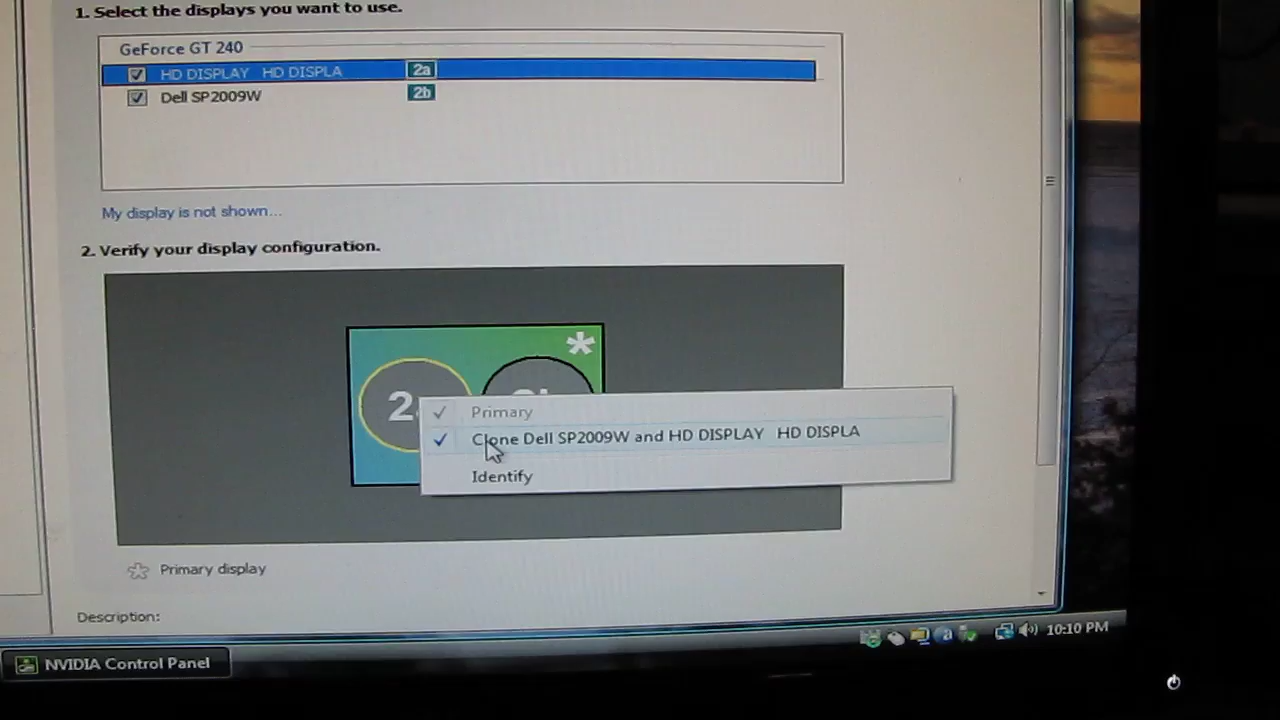 1. Select the displays you want to use.
GeForce GT 240
HD DISPLAY HD DISPLA 2a
Dell SP2009W 2b
My display is not shown...
2. Verify your display configuration.
*
2
Primary
Clone Dell SP2009W and HD DISPLAY HD DISPLA
Identify
Primary display
Description:
10:10 PM
NVIDIA Control Panel